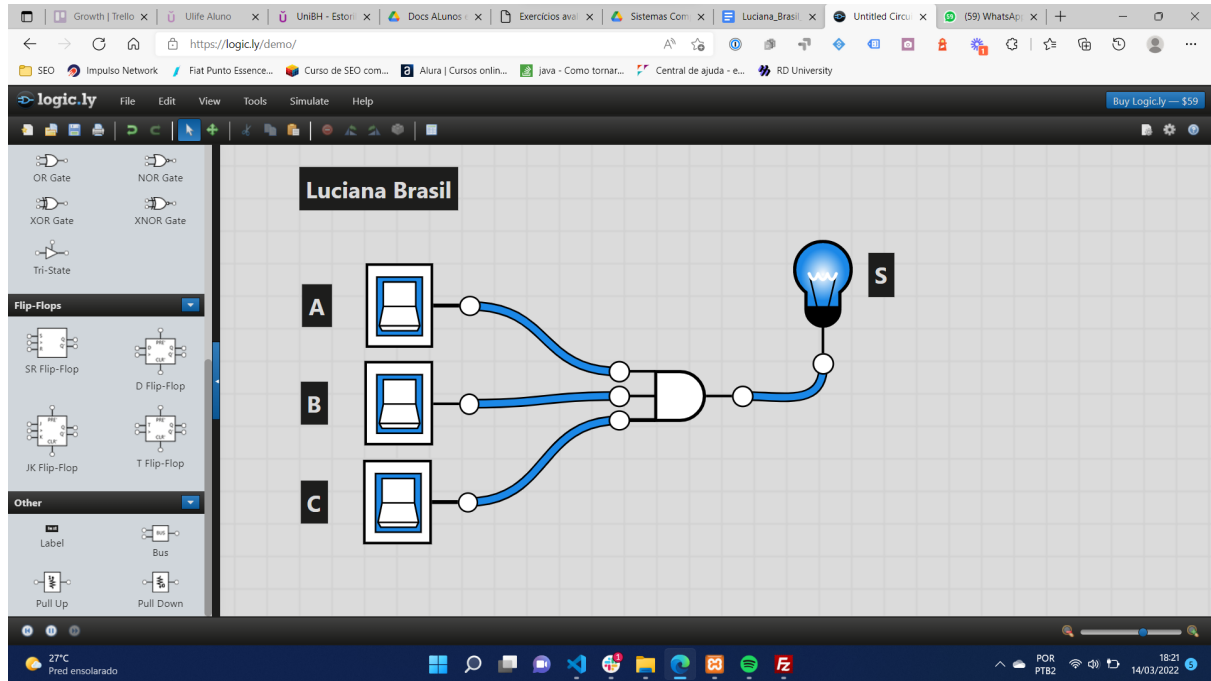 Growth | Trello
Ulife Aluno
UniBH - Estori
Docs ALunos
Exercícios ava
Sistemas Com
Luciana_Brasil
Untitled Circu
(59) WhatsAp
https://logic.ly/demo/
SEO
Impulso Network
Fiat Punto Essence...
Curso de SEO com...
Alura | Cursos onlin...
java - Como tornar...
Central de ajuda - e...
RD University
logic.ly
File
Edit
View
Tools
Simulate
Help
Buy Logic.ly — $59
OR Gate
NOR Gate
XOR Gate
XNOR Gate
Tri-State
Flip-Flops
SR Flip-Flop
D Flip-Flop
JK Flip-Flop
T Flip-Flop
Other
Label
Bus
Pull Up
Pull Down
Luciana Brasil
A
B
C
S
27°C
Pred ensolarado
POR
PTB2
18:21
14/03/2022